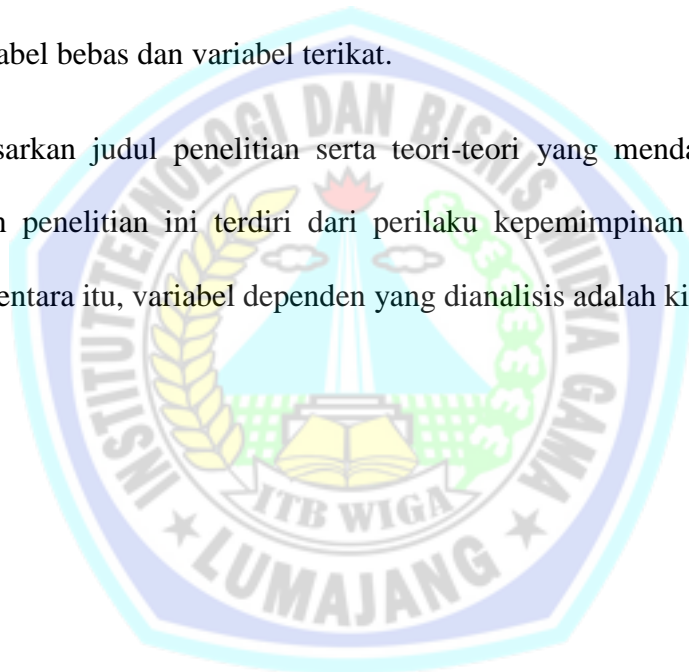 abel bebas dan variabel terikat.
sarkan judul penelitian serta teori-teori yang menda
penelitian ini terdiri dari perilaku kepemimpinan
entara itu, variabel dependen yang dianalisis adalah ki
INSTITUT TEKNOLOGI DAN BISNIS WIDYA GAMA
ITB WIGA
LUMAJANG